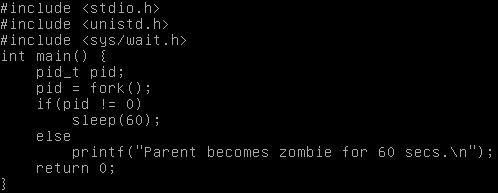 #include <stdio.h>
#include <unistd.h>
#include <sys/wait.h>
int main() {
    pid_t pid;
    pid = fork();
    if(pid != 0)
        sleep(60);
    else
        printf("Parent becomes zombie for 60 secs.\n");
    return 0;
}